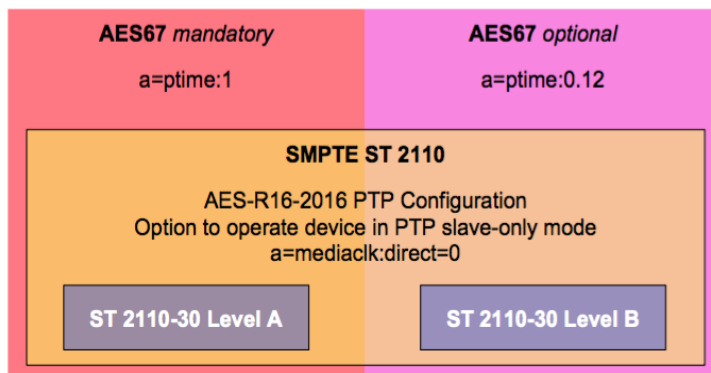 AES67 mandatory
AES67 optional
a=ptime:1
a=ptime:0.12
SMPTE ST 2110
AES-R16-2016 PTP Configuration
Option to operate device in PTP slave-only mode
a=mediaclk:direct=0
ST 2110-30 Level A
ST 2110-30 Level B